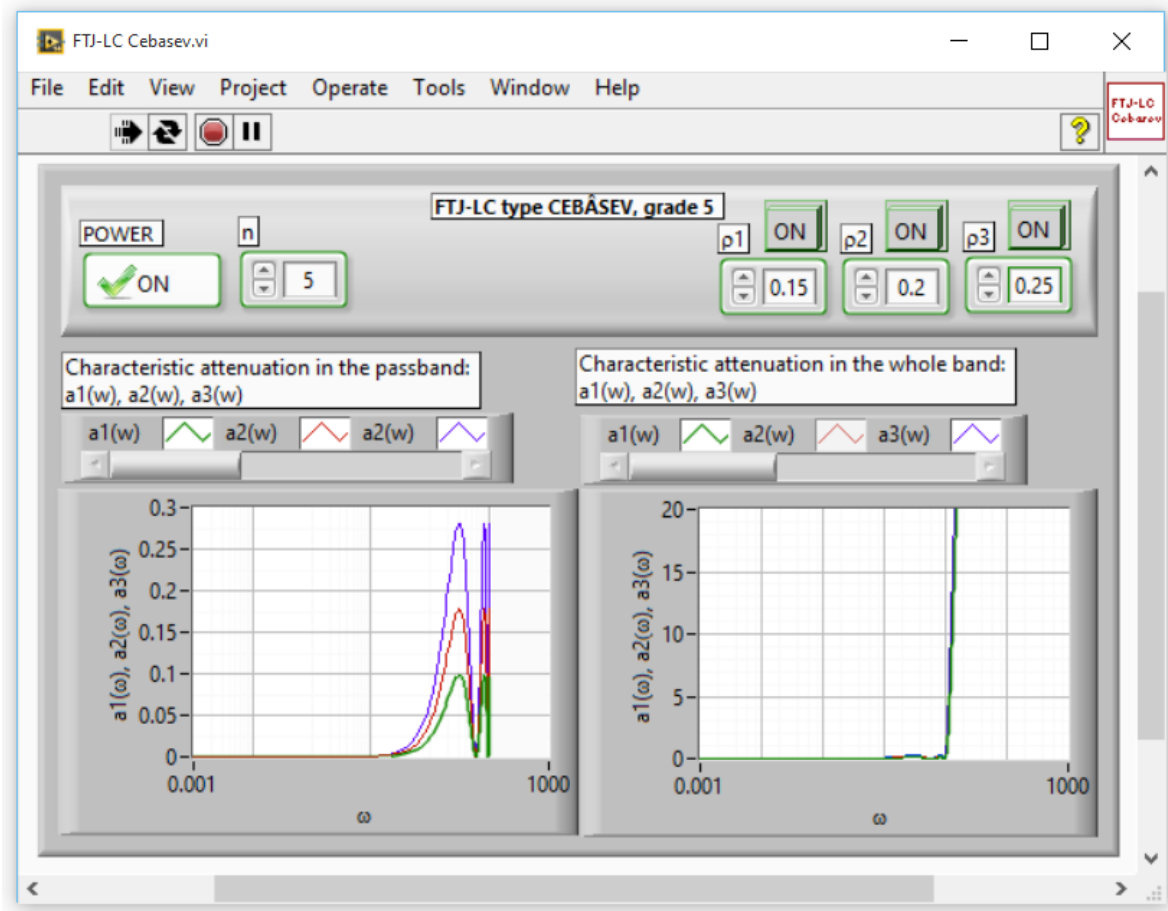 FTJ-LC Cebasev.vi
File Edit View Project Operate Tools Window Help
FTJ-LC
FTJ-LC type CEBÂSEV, grade 5
POWER
ON
n
5
ρ1
ON
0.15
ρ2
ON
0.2
ρ3
ON
0.25
Characteristic attenuation in the passband:
a1(w), a2(w), a3(w)
a1(w) a2(w) a2(w)
a1(ω), a2(ω), a3(ω)
0.3
0.25
0.2
0.15
0.1
0.05
0
0.001 1000
ω
Characteristic attenuation in the whole band:
a1(w), a2(w), a3(w)
a1(w) a2(w) a3(w)
a1(ω), a2(ω), a3(ω)
20
15
10
5
0
0.001 1000
ω